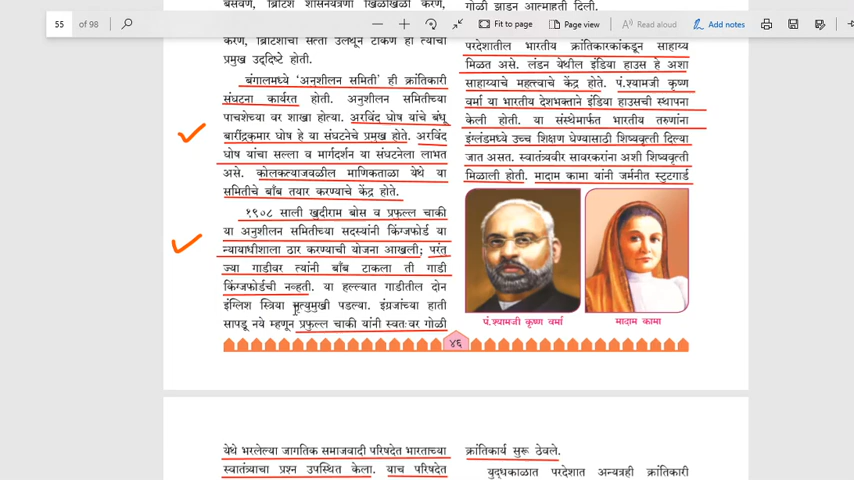 55 of 98
Fit to page
Page view
Read aloud
Add notes
करण, ब्रिटिशांची सत्ता उलथून टाकणे हा त्यांचा
प्रमुख उद्‌दिष्टे होती.
बंगालमध्ये 'अनुशीलन समिती' ही क्रांतिकारी
संघटना कार्यरत होती. अनुशीलन समितीच्या
पाचशेच्या वर शाखा होत्या. अरविंद घोष यांचे बंधू
बारींद्रकुमार घोष हे या संघटनेचे प्रमुख होते. अरविंद
घोष यांचा सल्ला व मार्गदर्शन या संघटनेला लाभत
असे. कोलकत्याजवळील माणिकताळा येथे या
समितीचे बाँब तयार करण्याचे केंद्र होते.
१९०८ साली खुदीराम बोस व प्रफुल्ल चाकी
या अनुशीलन समितीच्या सदस्यांनी किंग्जफोर्ड या
न्यायाधीशाला ठार करण्याची योजना आखली; परंतु
ज्या गाडीवर त्यांनी बाँब टाकला ती गाडी
किंग्जफोर्डची नव्हती. या हल्ल्यात गाडीतील दोन
इंग्लिश स्त्रिया मृत्युमुखी पडल्या. इंग्रजांच्या हाती
सापडू नये म्हणून प्रफुल्ल चाकी यांनी स्वतःवर गोळी
गोळी झाडून आत्माहुती दिली.
परदेशातील भारतीय क्रांतिकारकांकडून साहाय्य
मिळत असे. लंडन येथील इंडिया हाउस हे अशा
साहाय्याचे महत्त्वाचे केंद्र होते. पं.श्यामजी कृष्ण
वर्मा या भारतीय देशभक्ताने इंडिया हाउसची स्थापना
केली होती. या संस्थेमार्फत भारतीय तरुणांना
इंग्लंडमध्ये उच्च शिक्षण घेण्यासाठी शिष्यवृत्ती दिल्या
जात असत. स्वातंत्र्यवीर सावरकरांना अशी शिष्यवृत्ती
मिळाली होती. मादाम कामा यांनी जर्मनीत स्टुटगार्ड
पं.श्यामजी कृष्ण वर्मा
मादाम कामा
४६
येथे भरलेल्या जागतिक समाजवादी परिषदेत भारताच्या
स्वातंत्र्याचा प्रश्न उपस्थित केला. याच परिषदेत
क्रांतिकार्य सुरू ठेवले.
युद्धकाळात परदेशात अन्यत्रही क्रांतिकारी